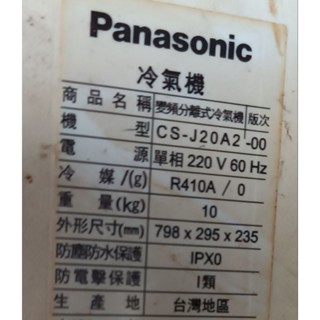 Panasonic
冷氣機
商品名稱 變頻分離式冷氣機 版次
機型 CS-J20A2 -00
電源 單相 220 V 60 Hz
冷媒/(g) R410A / 0
重量(kg) 10
外形尺寸(mm) 798 x 295 x 235
防塵防水保護 IPX0
防電擊保護 I類
生產地 台灣地區